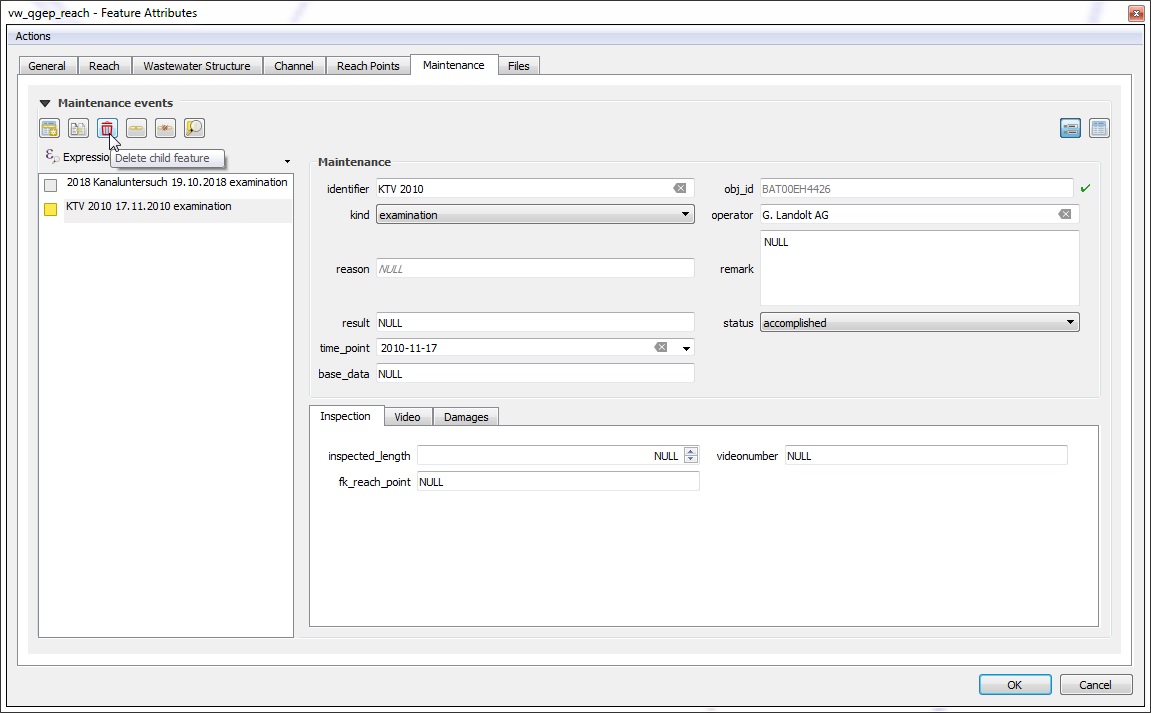 vw_qgep_reach - Feature Attributes
Actions
General Reach Wastewater Structure Channel Reach Points Maintenance Files
Maintenance events
Expressio
Delete child feature
2018 Kanaluntersuch 19.10.2018 examination
KTV 2010 17.11.2010 examination
Maintenance
identifier KTV 2010 obj_id BAT00EH4426
kind examination operator G. Landolt AG
reason NULL remark NULL
result NULL status accomplished
time_point 2010-11-17
base_data NULL
Inspection Video Damages
inspected_length NULL videonumber NULL
fk_reach_point NULL
OK Cancel